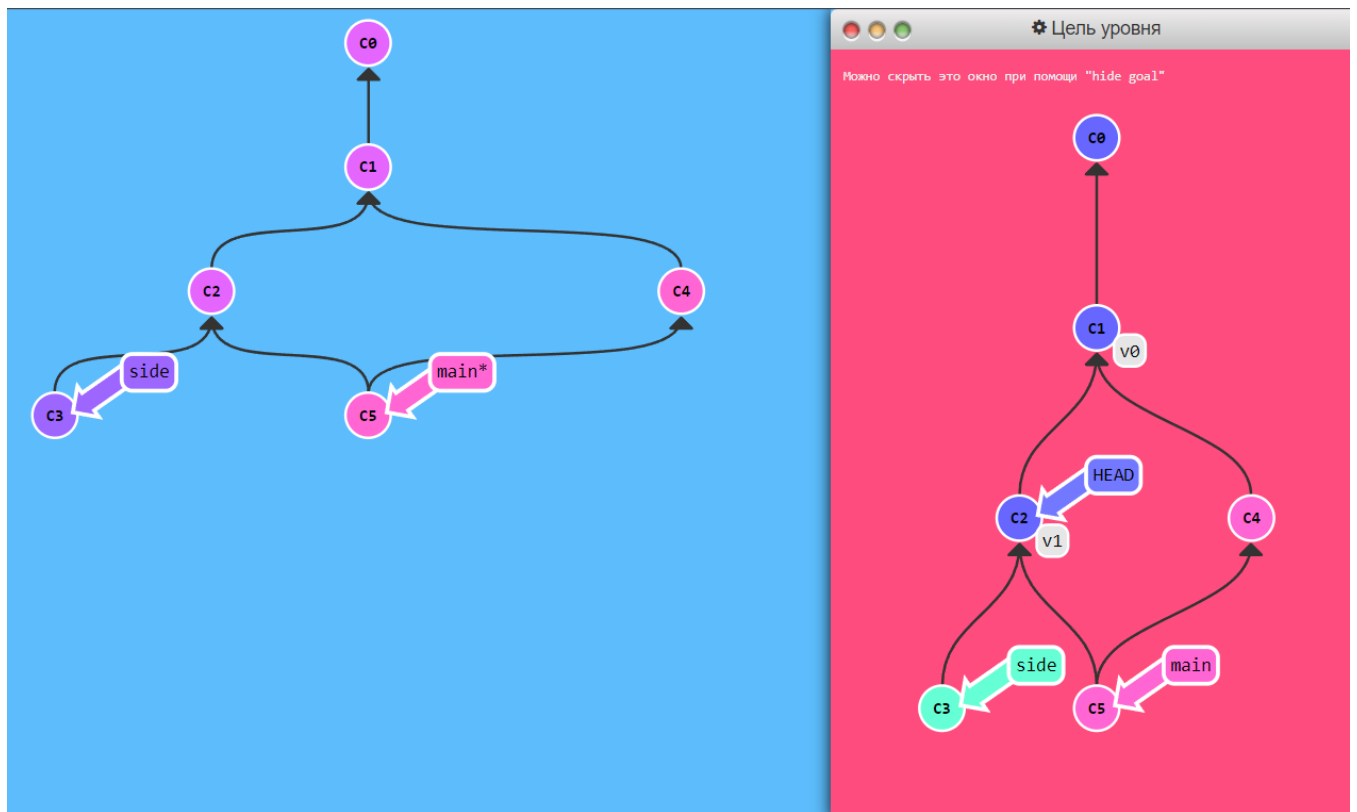 C0
C1
C2
C4
side
main*
C3
C5
Цель уровня
Можно скрыть это окно при помощи "hide goal"
C0
C1
v0
HEAD
C2
C4
v1
side
main
C3
C5